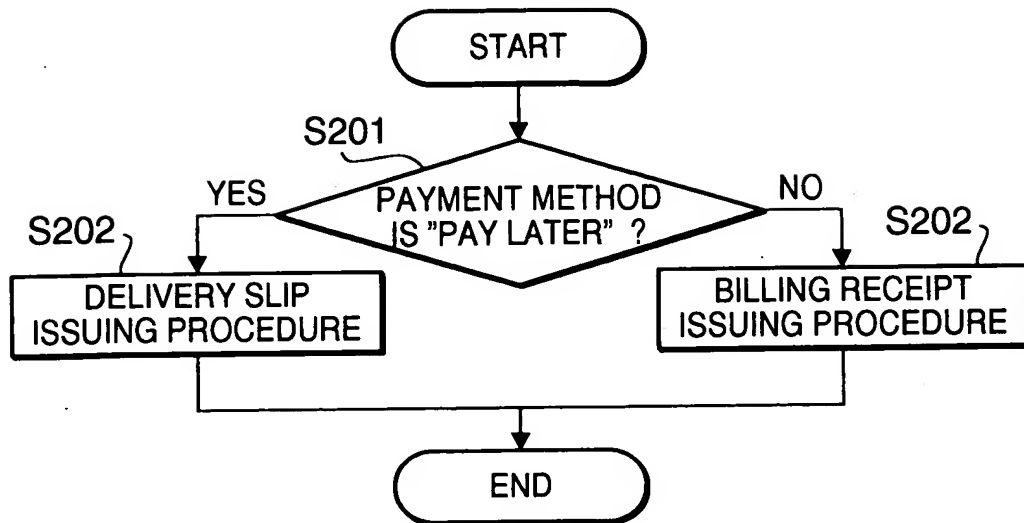 START
S201
YES
PAYMENT METHOD
IS "PAY LATER" ?
NO
S202
DELIVERY SLIP
ISSUING PROCEDURE
S202
BILLING RECEIPT
ISSUING PROCEDURE
END